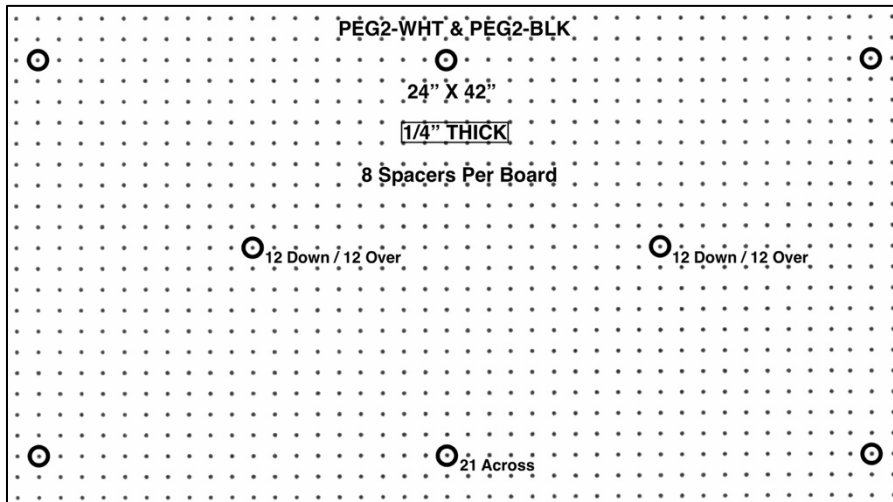 PEG2-WHT & PEG2-BLK
24” X 42”
1/4” THICK
8 Spacers Per Board
12 Down / 12 Over
12 Down / 12 Over
21 Across